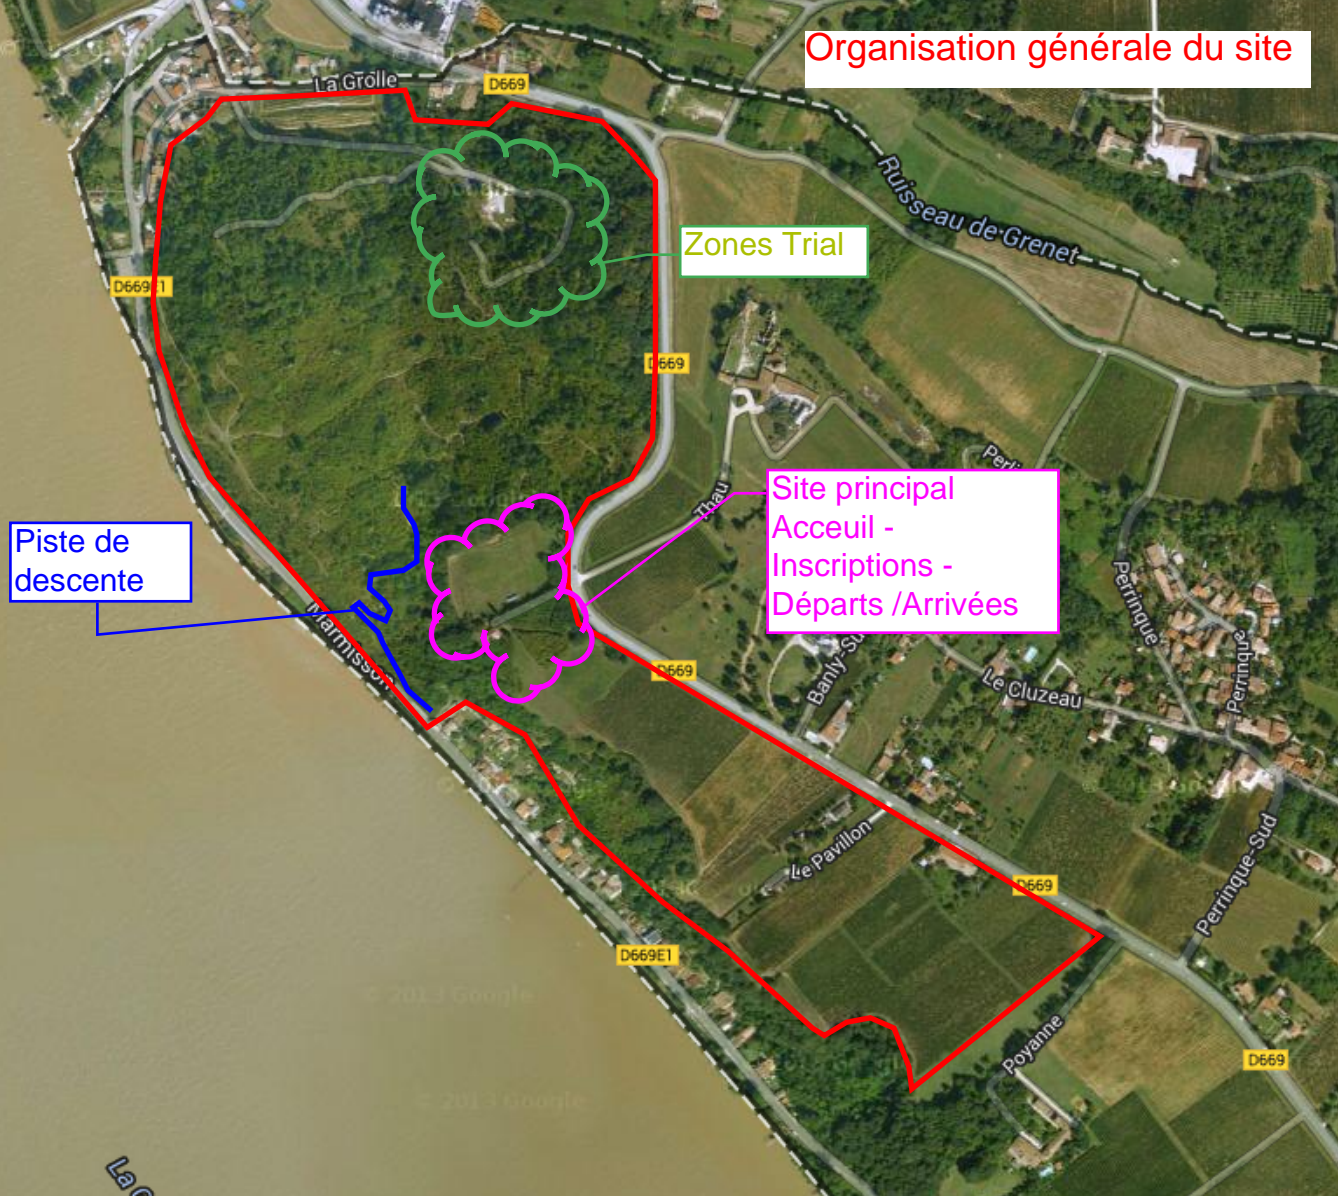 Organisation générale du site
La Grolle
D669
Ruisseau de Grenet
Zones Trial
D669E1
D669
Thau
Site principal
Acceuil -
Inscriptions -
Départs /Arrivées
Piste de
descente
Marmisson
D669
Perrinque
Perrinque
Le Cluzeau
Le Pavillon
D669
Perrinque-Sud
D669E1
© 2013 Google
Poyanne
D669
© 2013 Google